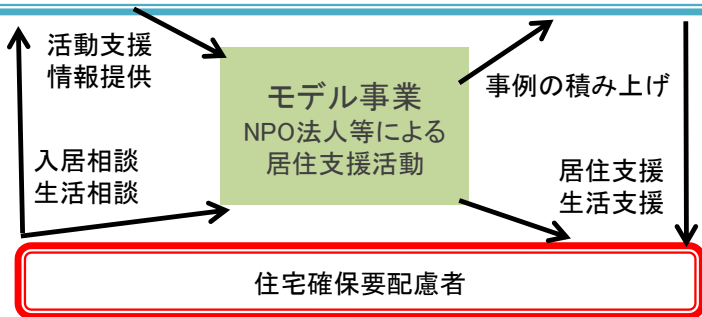 活動支援
情報提供
モデル事業
NPO法人等による
居住支援活動
事例の積み上げ
入居相談
生活相談
居住支援
生活支援
住宅確保要配慮者